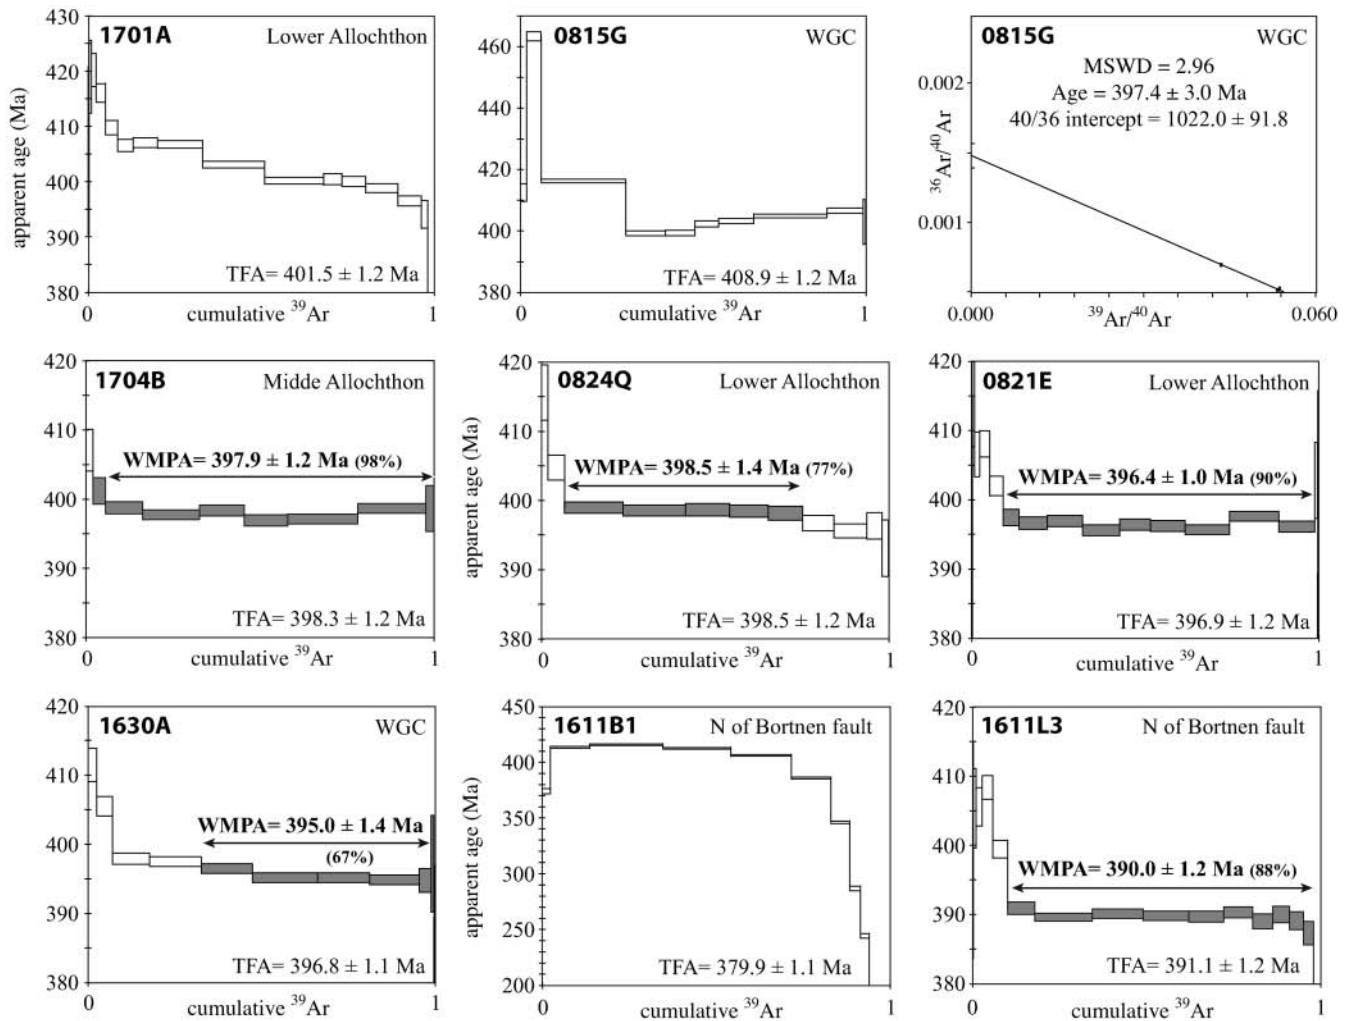 1701A Lower Allochthon
430
420
410
400
390
380
apparent age (Ma)
TFA= 401.5 ± 1.2 Ma
0 cumulative ³⁹Ar 1
0815G WGC
460
440
420
400
380
TFA= 408.9 ± 1.2 Ma
0 cumulative ³⁹Ar 1
0815G WGC
MSWD = 2.96
Age = 397.4 ± 3.0 Ma
40/36 intercept = 1022.0 ± 91.8
0.002
0.001
³⁶Ar/⁴⁰Ar
0.000 ³⁹Ar/⁴⁰Ar 0.060
1704B Midde Allochthon
420
410
400
390
380
WMPA= 397.9 ± 1.2 Ma (98%)
TFA= 398.3 ± 1.2 Ma
0 cumulative ³⁹Ar 1
0824Q Lower Allochthon
420
410
400
390
380
apparent age (Ma)
WMPA= 398.5 ± 1.4 Ma (77%)
TFA= 398.5 ± 1.2 Ma
0 cumulative ³⁹Ar 1
0821E Lower Allochthon
420
410
400
390
380
WMPA= 396.4 ± 1.0 Ma (90%)
TFA= 396.9 ± 1.2 Ma
0 cumulative ³⁹Ar 1
1630A WGC
420
410
400
390
380
WMPA= 395.0 ± 1.4 Ma
(67%)
TFA= 396.8 ± 1.1 Ma
0 cumulative ³⁹Ar 1
1611B1 N of Bortnen fault
450
400
350
300
250
200
apparent age (Ma)
TFA= 379.9 ± 1.1 Ma
0 cumulative ³⁹Ar 1
1611L3 N of Bortnen fault
420
410
400
390
380
WMPA= 390.0 ± 1.2 Ma (88%)
TFA= 391.1 ± 1.2 Ma
0 cumulative ³⁹Ar 1